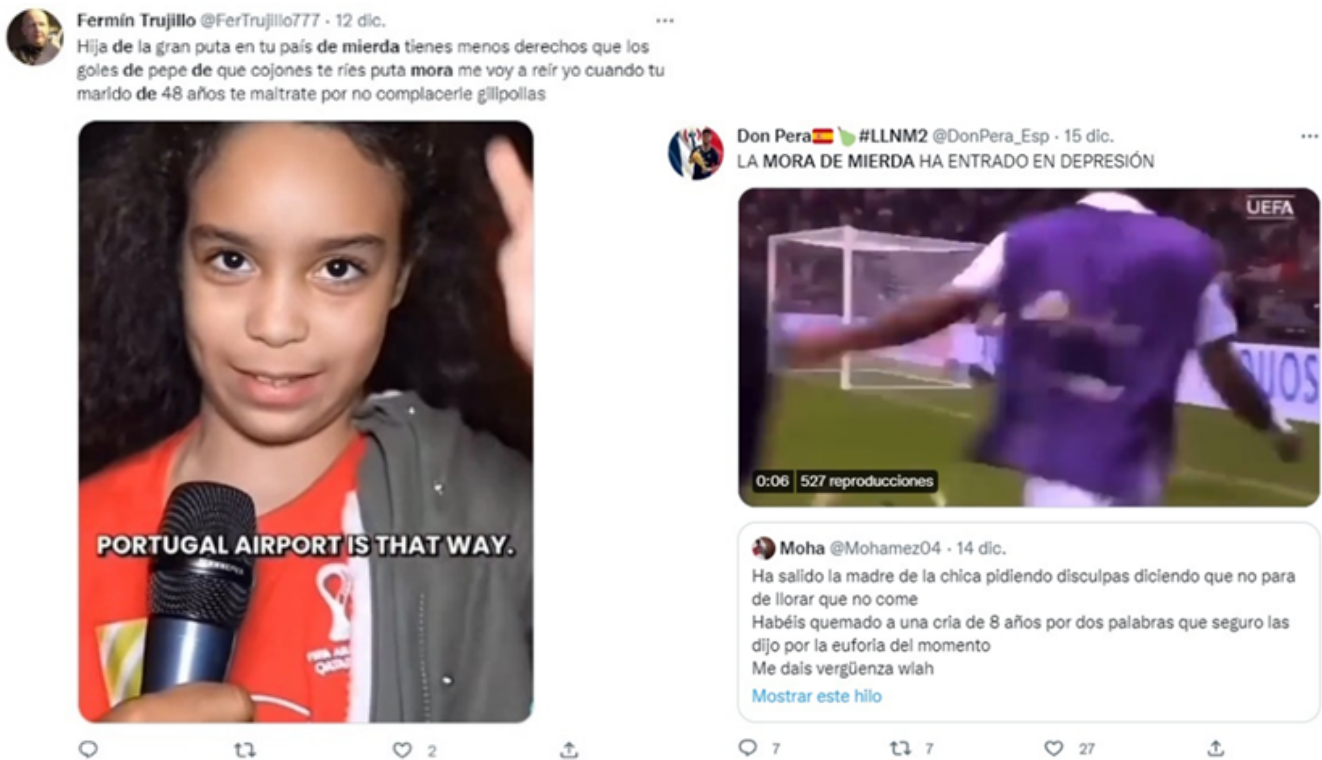 Fermín Trujillo @FerTrujillo777 · 12 dic.
Hija de la gran puta en tu país de mierda tienes menos derechos que los
goles de pepe de que cojones te ríes puta mora me voy a reír yo cuando tu
marido de 48 años te maltrate por no complacerle gilipollas
PORTUGAL AIRPORT IS THAT WAY.
2
Don Pera🇪🇸🍐#LLNM2 @DonPera_Esp · 15 dic.
LA MORA DE MIERDA HA ENTRADO EN DEPRESIÓN
UEFA
0:06 527 reproducciones
Moha @Mohamez04 · 14 dic.
Ha salido la madre de la chica pidiendo disculpas diciendo que no para
de llorar que no come
Habéis quemado a una cria de 8 años por dos palabras que seguro las
dijo por la euforia del momento
Me dais vergüenza wlah
Mostrar este hilo
7 7 27